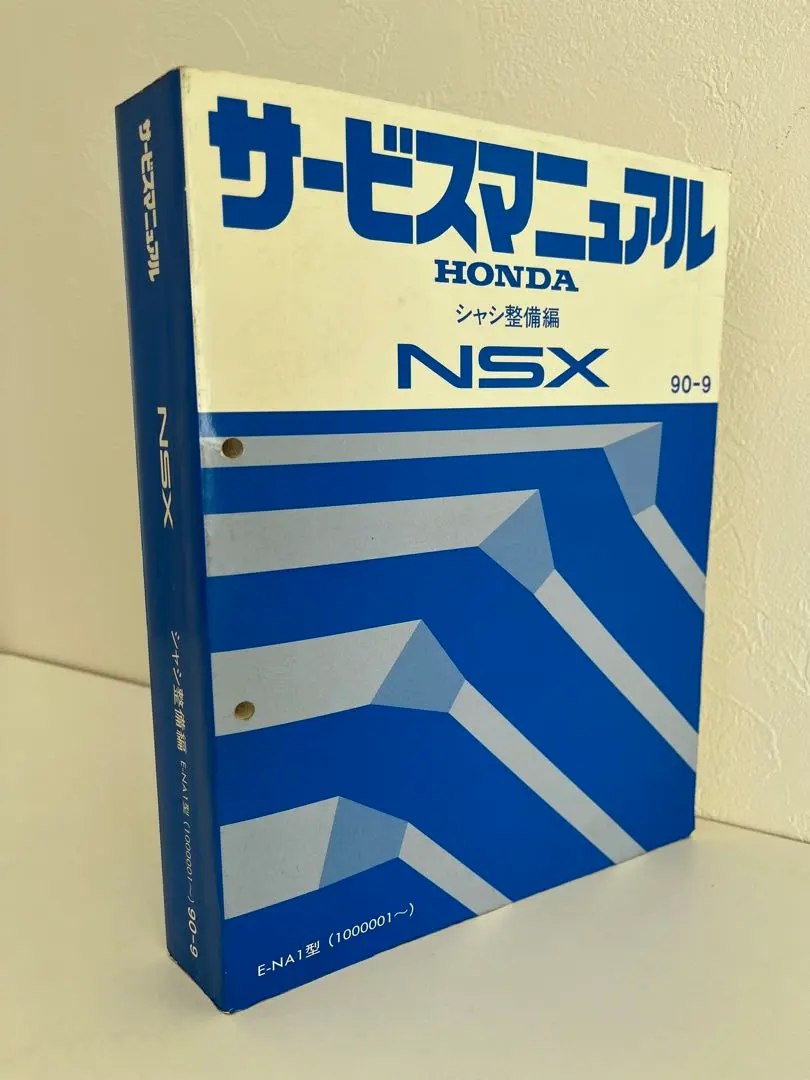 サービスマニュアル
HONDA
シャシ整備編
NSX
90-9
E-NA1型（1000001～）
サービスマニュアル
NSX
シャシ整備編
E-NA1型（1000001～）
90-9